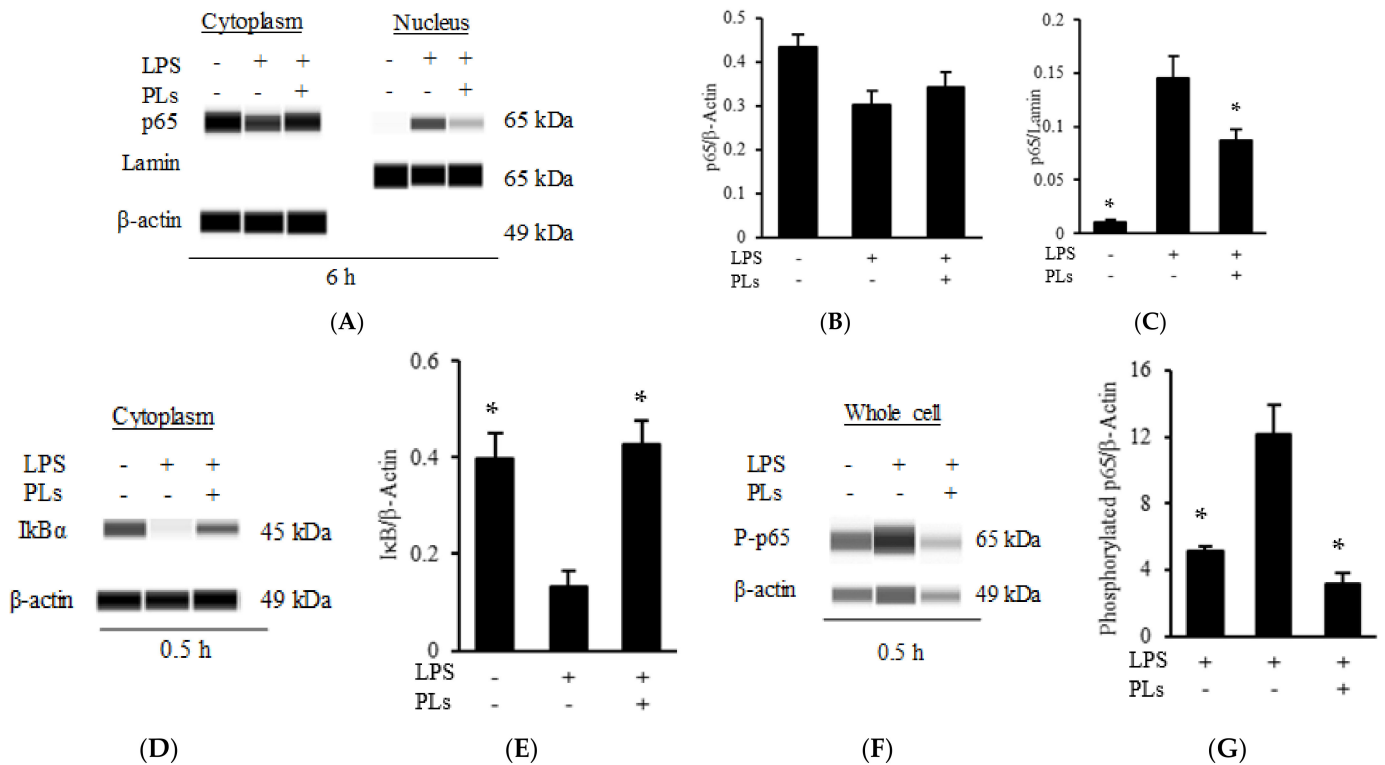 Cytoplasm Nucleus
LPS - + + - + +
PLs - - + - - +
p65 65 kDa
Lamin 65 kDa
β-actin 49 kDa
6 h
(A)
p65/β-Actin
0.5
0.4
0.3
0.2
0.1
0
LPS - + +
PLs - - +
(B)
p65/Lamin
0.2
0.15
0.1
0.05
0
* *
LPS - + +
PLs - - +
(C)
Cytoplasm
LPS - + +
PLs - - +
IkBα 45 kDa
β-actin 49 kDa
0.5 h
(D)
IκB/β-Actin
0.6
0.4
0.2
0
* *
LPS - + +
PLs - - +
(E)
Whole cell
LPS - + +
PLs - - +
P-p65 65 kDa
β-actin 49 kDa
0.5 h
(F)
Phosphorylated p65/β-Actin
16
12
8
4
0
* *
LPS + + +
PLs - - +
(G)